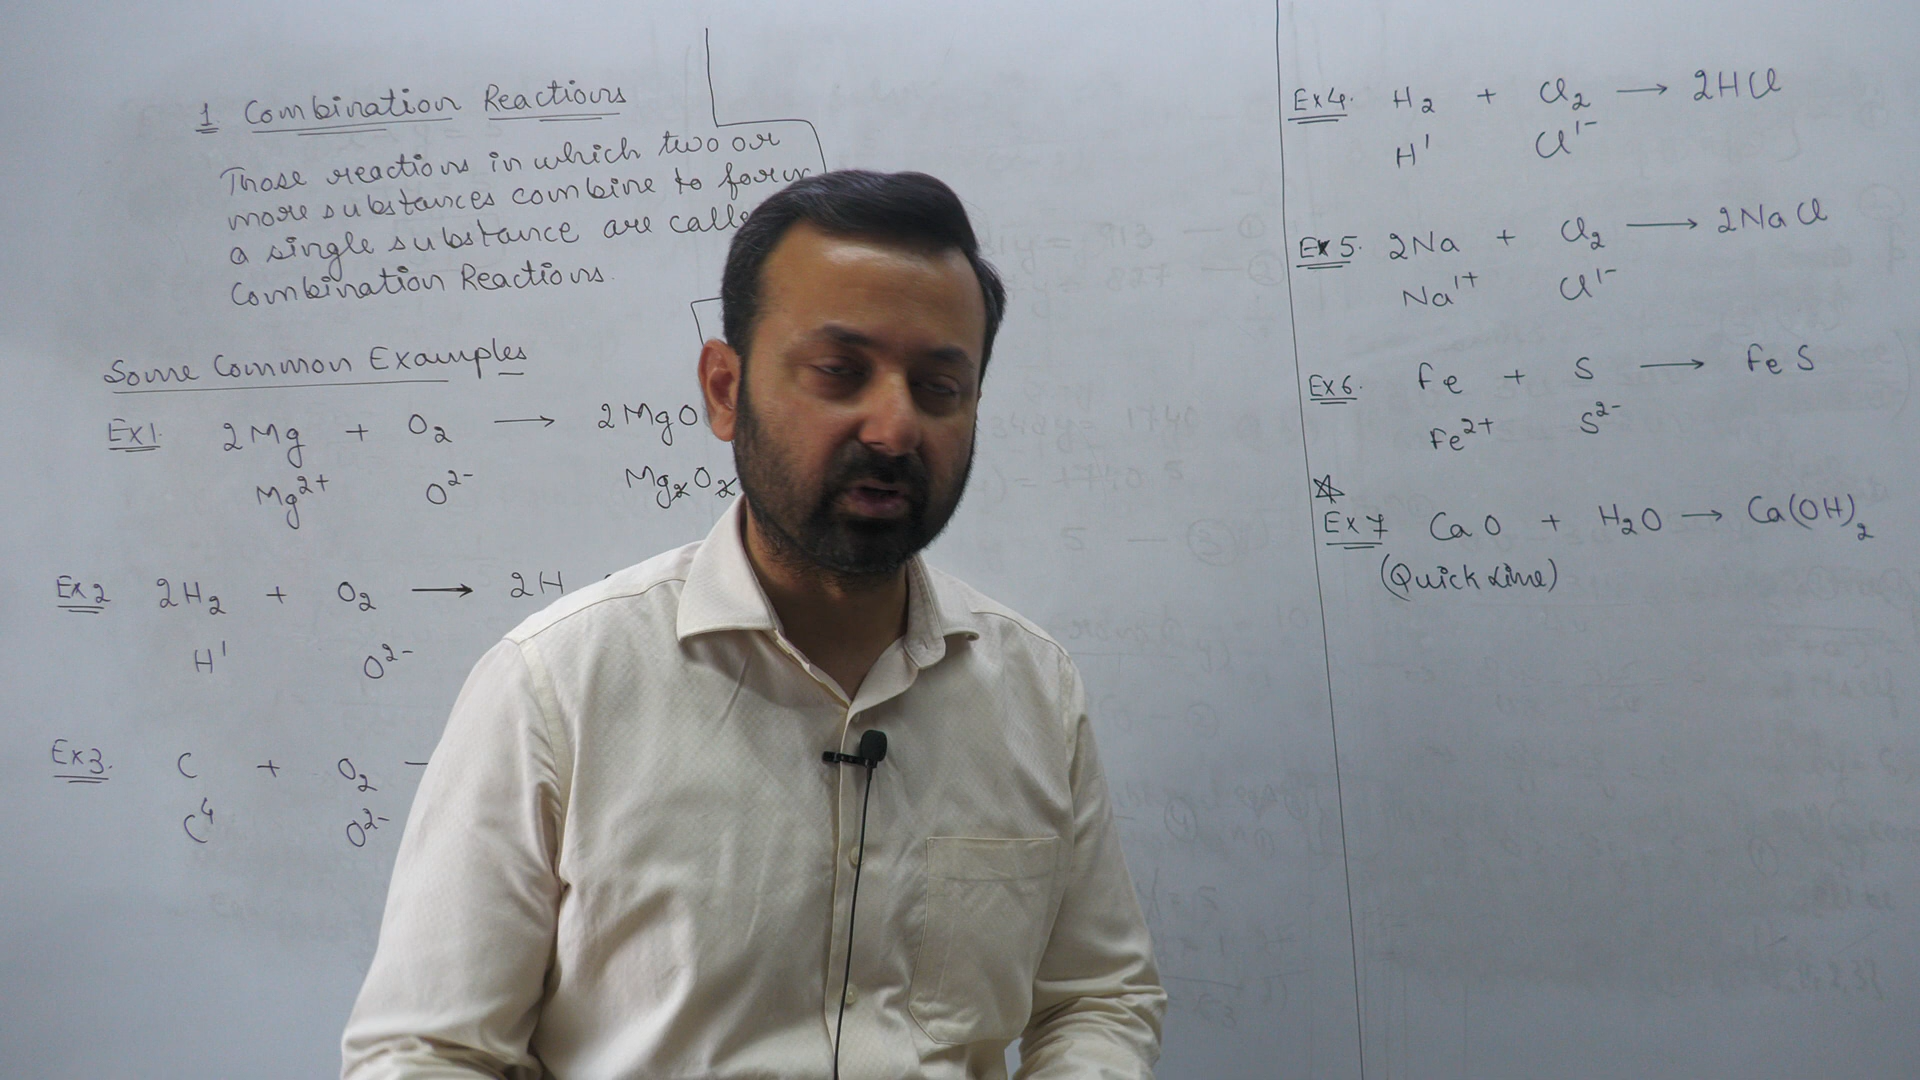 1 Combination Reactions
Those reactions in which two or
more substances combine to form
a single substance are calle
Combination Reactions.
Some Common Examples
Ex1. 2Mg + O₂ → 2MgO
Mg²⁺ O²⁻ Mg₂O₂
Ex2 2H₂ + O₂ → 2H
H¹ O²⁻
Ex3. C + O₂ –
C⁴ O²⁻
Ex4. H₂ + Cl₂ → 2HCl
H¹ Cl¹⁻
Ex5. 2Na + Cl₂ → 2NaCl
Na¹⁺ Cl¹⁻
Ex6. Fe + S → FeS
Fe²⁺ S²⁻
Ex7 CaO + H₂O → Ca(OH)₂
(Quick Lime)